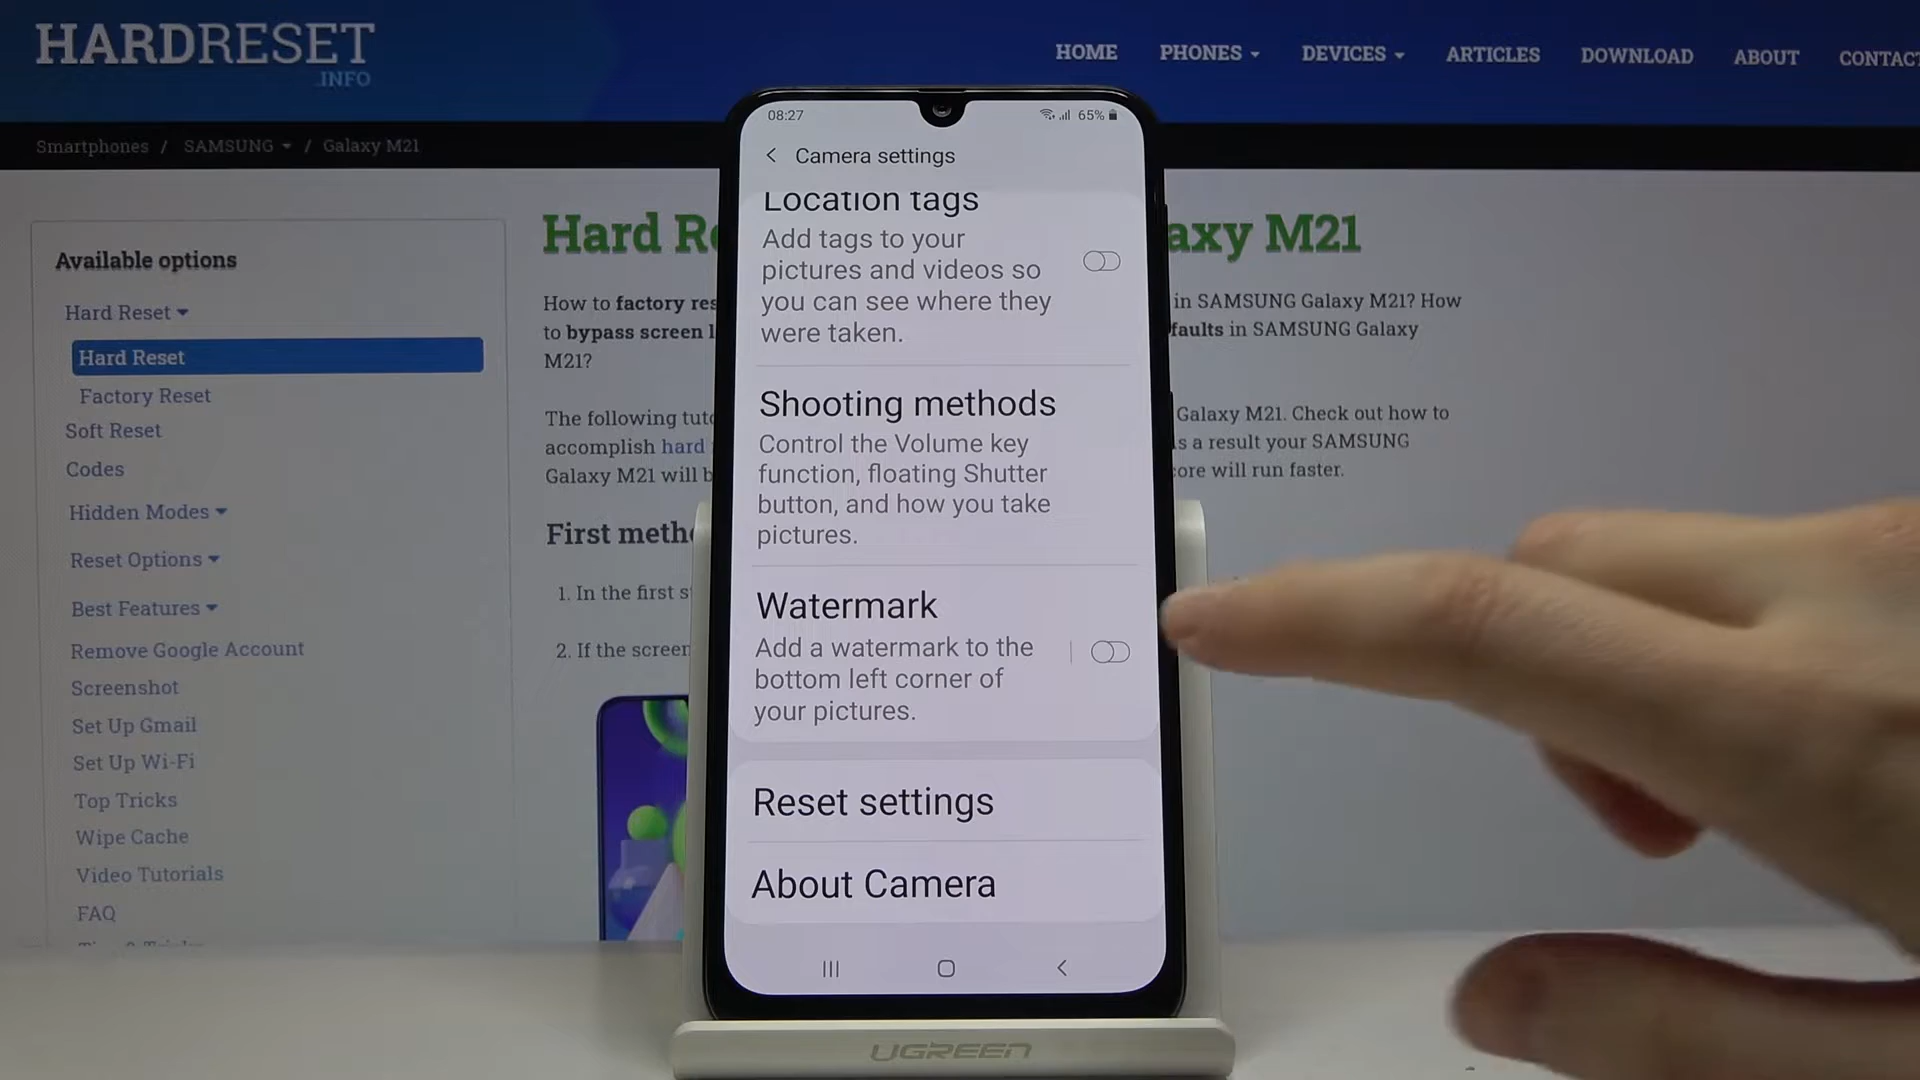 HARDRESET
.INFO
HOME PHONES DEVICES ARTICLES DOWNLOAD ABOUT CONTACT
Smartphones / SAMSUNG / Galaxy M21
Available options
Hard Reset
Hard Reset
Factory Reset
Soft Reset
Codes
Hidden Modes
Reset Options
Best Features
Remove Google Account
Screenshot
Set Up Gmail
Set Up Wi-Fi
Top Tricks
Wipe Cache
Video Tutorials
FAQ
Hard Re
axy M21
How to factory res
in SAMSUNG Galaxy M21? How
to bypass screen l
faults in SAMSUNG Galaxy
M21?
The following tuto
Galaxy M21. Check out how to
accomplish hard
s a result your SAMSUNG
Galaxy M21 will b
ore will run faster.
First metho
1. In the first s
2. If the screen
08:27
65%
Camera settings
Location tags
Add tags to your
pictures and videos so
you can see where they
were taken.
Shooting methods
Control the Volume key
function, floating Shutter
button, and how you take
pictures.
Watermark
Add a watermark to the
bottom left corner of
your pictures.
Reset settings
About Camera
UGREEN